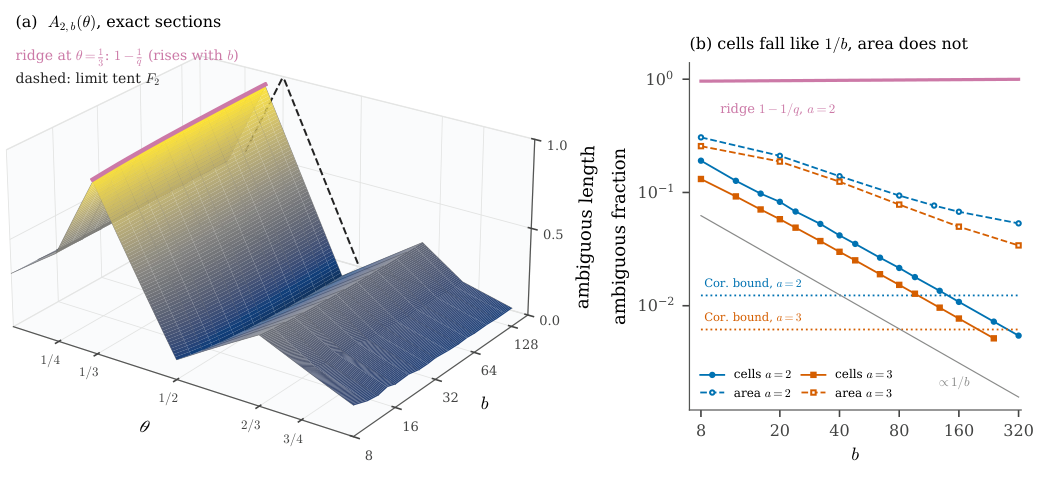 (a) A_{2,b}(θ), exact sections
ridge at θ = 1/3: 1 − 1/q (rises with b)
dashed: limit tent F_2
1.0
0.5
0.0
ambiguous length
128
64
32
16
8
b
1/4
1/3
1/2
2/3
3/4
θ
(b) cells fall like 1/b, area does not
10^0
10^{−1}
10^{−2}
ambiguous fraction
ridge 1 − 1/q, a = 2
Cor. bound, a = 2
Cor. bound, a = 3
cells a = 2
cells a = 3
area a = 2
area a = 3
∝ 1/b
8
20
40
80
160
320
b